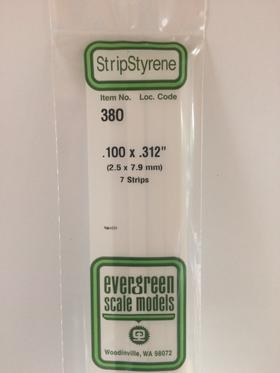 StripStyrene
Item No. Loc. Code
380
.100 x .312"
(2.5 x 7.9 mm)
7 Strips
evergreen
scale models
Woodinville, WA 98072